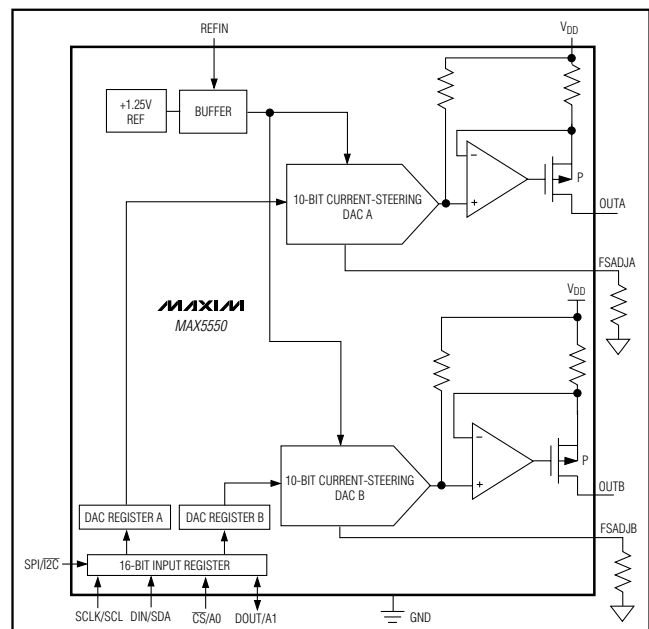 REFIN
V_DD
+1.25V
REF
BUFFER
10-BIT CURRENT-STEERING
DAC A
−
+
P
OUTA
FSADJA
MAXIM
MAX5550
V_DD
10-BIT CURRENT-STEERING
DAC B
−
+
P
OUTB
FSADJB
DAC REGISTER A
DAC REGISTER B
SPI/I̅2̅C̅
16-BIT INPUT REGISTER
SCLK/SCL
DIN/SDA
C̅S̅/A0
DOUT/A1
GND